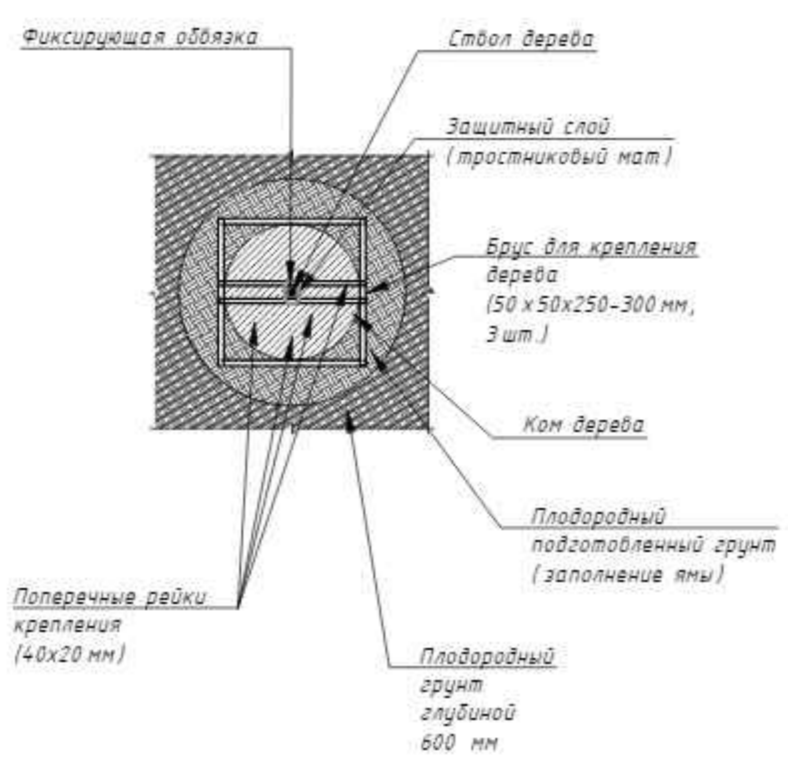 Фиксирующая обвязка
Ствол дерева
Защитный слой
(тростниковый мат)
Брус для крепления
дерева
(50 х 50х250-300 мм,
3 шт.)
Ком дерева
Плодородный
подготовленный грунт
(заполнение ямы)
Поперечные рейки
крепления
(40х20 мм)
Плодородный
грунт
глубиной
600 мм